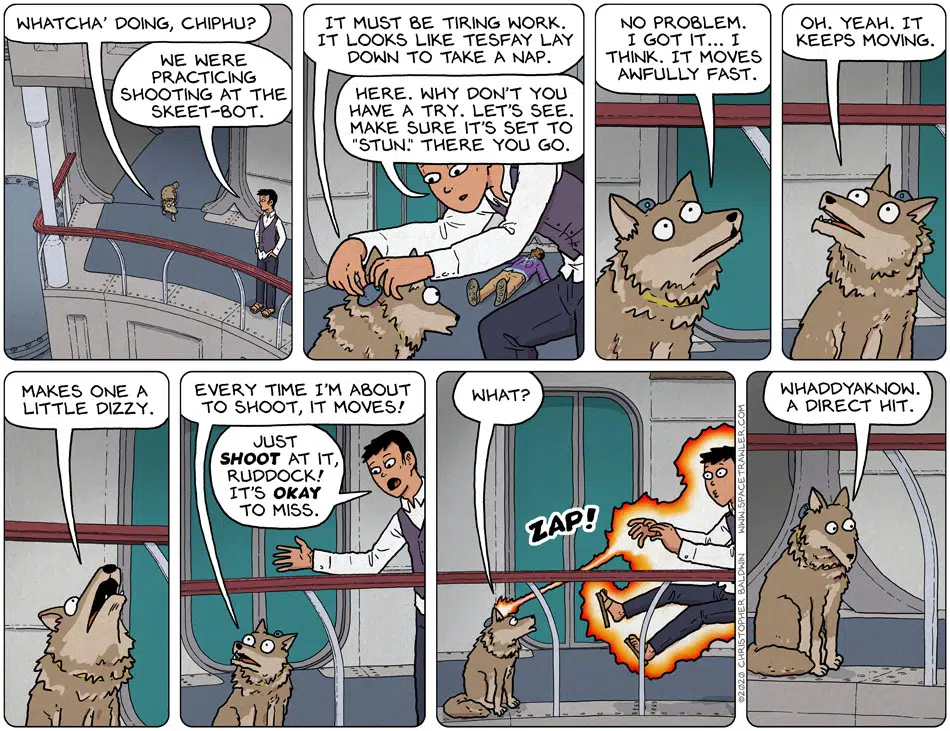 WHATCHA' DOING, CHIPHU?
WE WERE
PRACTICING
SHOOTING AT THE
SKEET-BOT.
IT MUST BE TIRING WORK.
IT LOOKS LIKE TESFAY LAY
DOWN TO TAKE A NAP.
HERE. WHY DON'T YOU
HAVE A TRY. LET'S SEE.
MAKE SURE IT'S SET TO
"STUN." THERE YOU GO.
NO PROBLEM.
I GOT IT... I
THINK. IT MOVES
AWFULLY FAST.
OH. YEAH. IT
KEEPS MOVING.
MAKES ONE A
LITTLE DIZZY.
EVERY TIME I'M ABOUT
TO SHOOT, IT MOVES!
JUST
SHOOT AT IT,
RUDDOCK!
IT'S OKAY
TO MISS.
WHAT?
ZAP!
©2020 CHRISTOPHER BALDWIN WWW.SPACETRAWLER.COM
WHADDYAKNOW.
A DIRECT HIT.